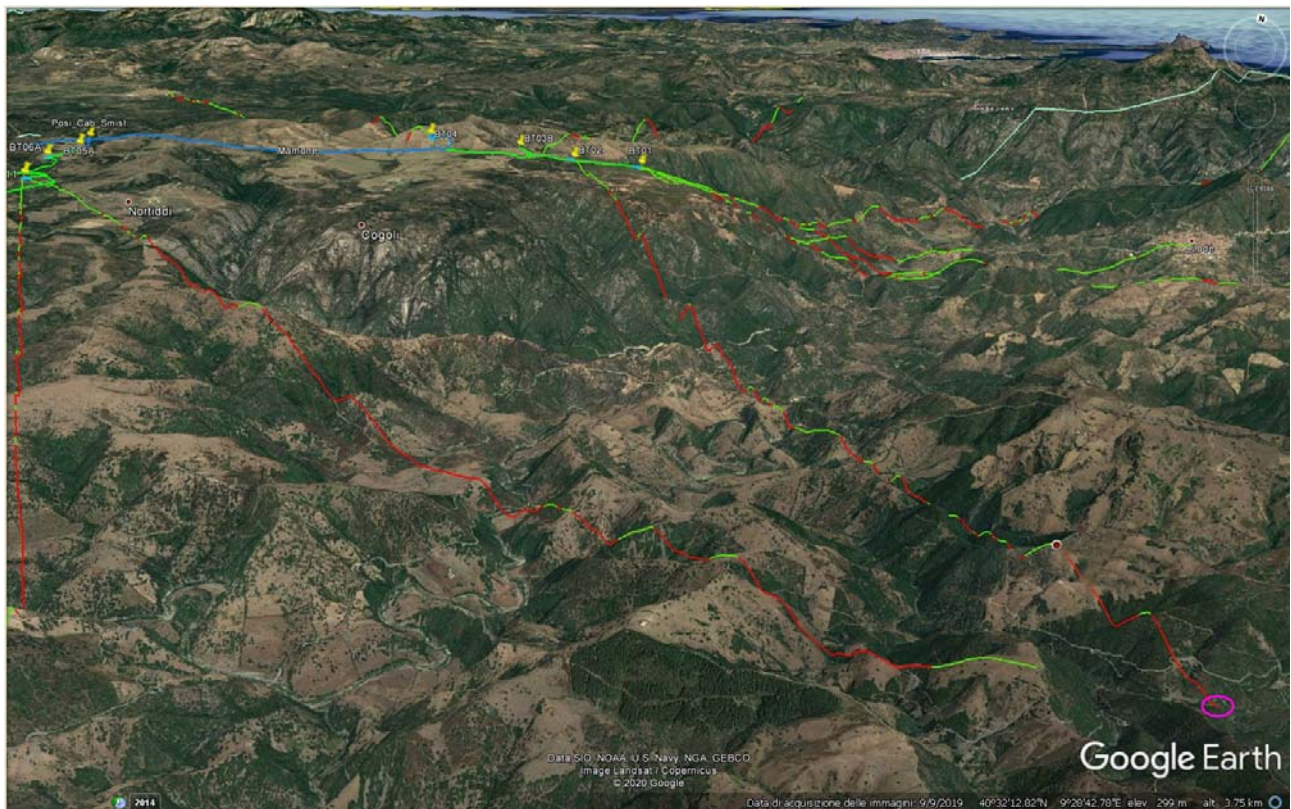 Posi_Cab_Smist
BT04
BT03B
BT06A
BT05A
Mamone
BT02
BT01
Nortiddi
Gogoli
Data SIO, NOAA, U.S. Navy, NGA, GEBCO
Image Landsat / Copernicus
© 2020 Google
Google Earth
2014
Data di acquisizione delle immagini: 9/9/2019 40°32'12.82"N 9°28'42.78"E elev 299 m alt. 3.75 km
N